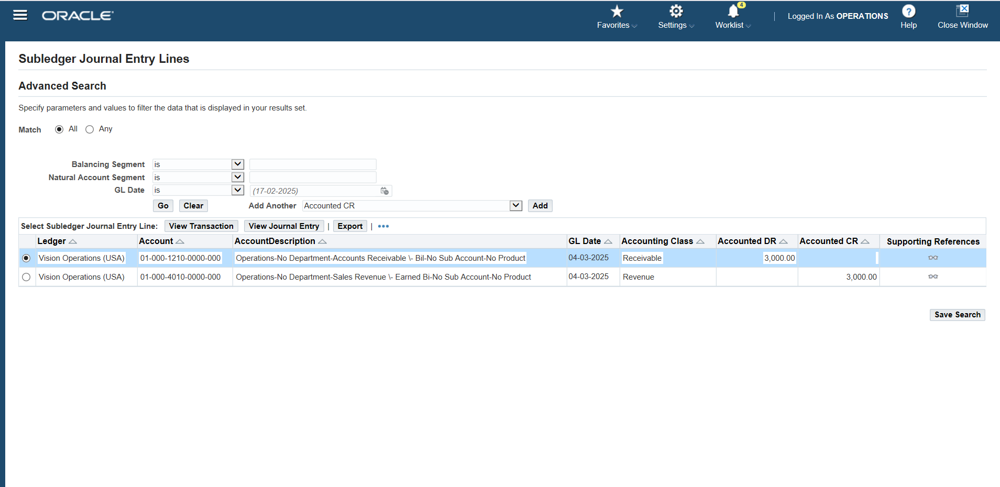 ORACLE
Favorites
Settings
4
Worklist
Logged In As OPERATIONS
?
Help
Close Window
Subledger Journal Entry Lines
Advanced Search
Specify parameters and values to filter the data that is displayed in your results set.
Match All Any
Balancing Segment is
Natural Account Segment is
GL Date is (17-02-2025)
Go Clear Add Another Accounted CR Add
Select Subledger Journal Entry Line: View Transaction View Journal Entry | Export | •••
Ledger Account AccountDescription GL Date Accounting Class Accounted DR Accounted CR Supporting References
Vision Operations (USA) 01-000-1210-0000-000 Operations-No Department-Accounts Receivable \- Bil-No Sub Account-No Product 04-03-2025 Receivable 3,000.00
Vision Operations (USA) 01-000-4010-0000-000 Operations-No Department-Sales Revenue \- Earned Bi-No Sub Account-No Product 04-03-2025 Revenue 3,000.00
Save Search